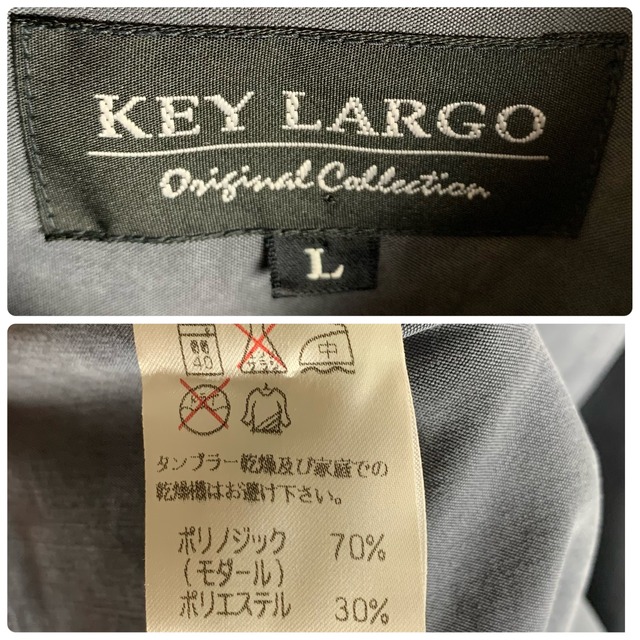 KEY LARGO
Original Collection
L
40
中
タンブラー乾燥及び家庭での
乾燥機はお避け下さい。
ポリノジック 70%
(モダール)
ポリエステル 30%